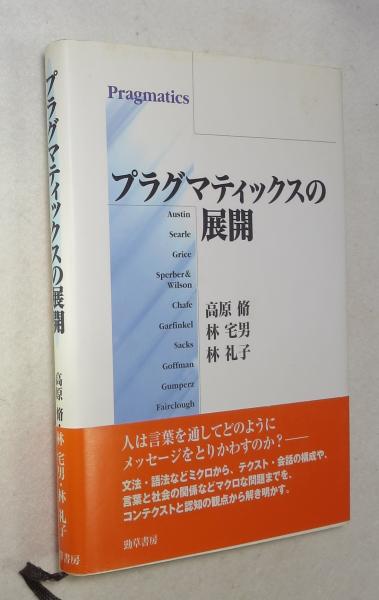 Pragmatics
プラグマティックスの
展開
Austin
Searle
Grice
Sperber&
Wilson
Chafe
Garfinkel
Sacks
Goffman
Gumperz
Fairclough
高原 脩
林 宅男
林 礼子
人は言葉を通してどのように
メッセージをとりかわすのか？――
文法・語法などミクロから、テクスト・会話の構成や、
言葉と社会の関係などマクロな問題までを、
コンテクストと認知の観点から解き明かす。
勁草書房
プラグマティックスの展開
高原 脩・林 宅男・林 礼子
勁草書房